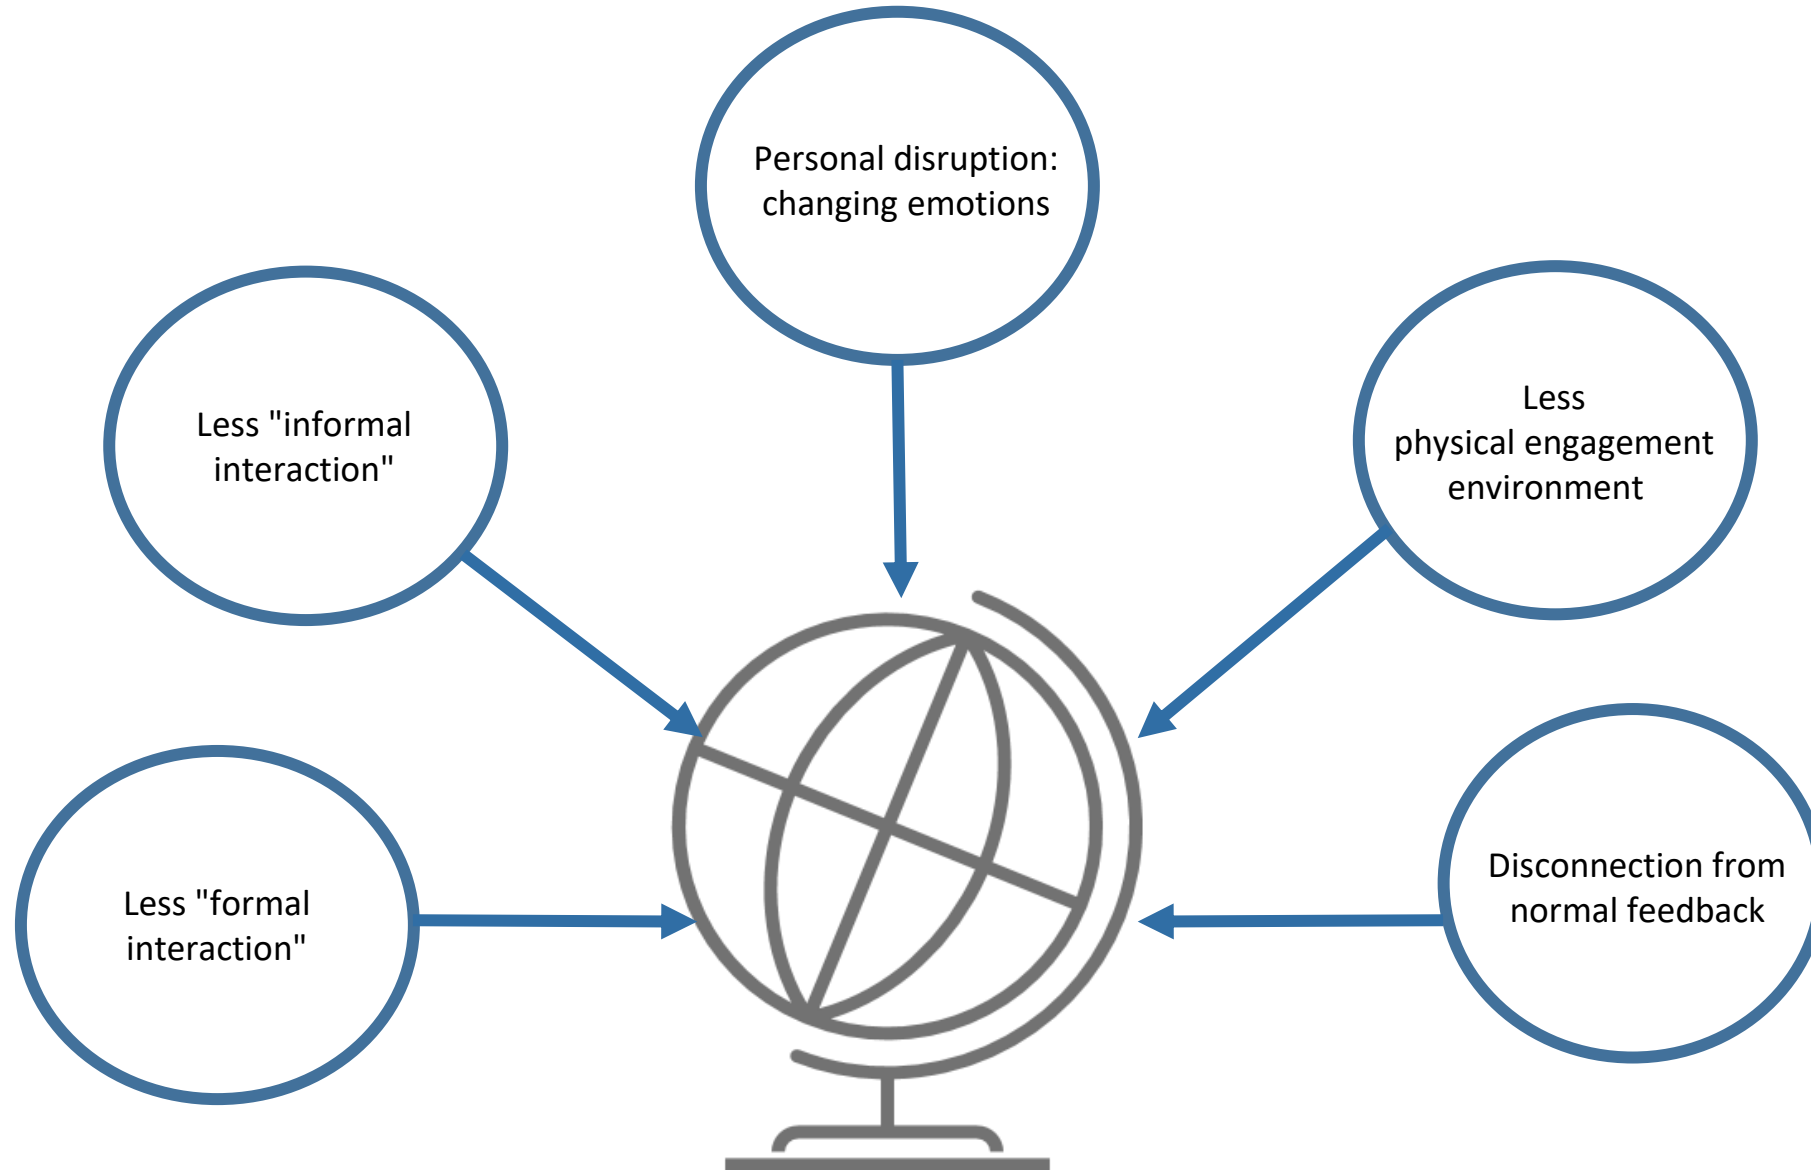 Personal disruption:
changing emotions
Less "informal
interaction"
Less
physical engagement
environment
Less "formal
interaction"
Disconnection from
normal feedback